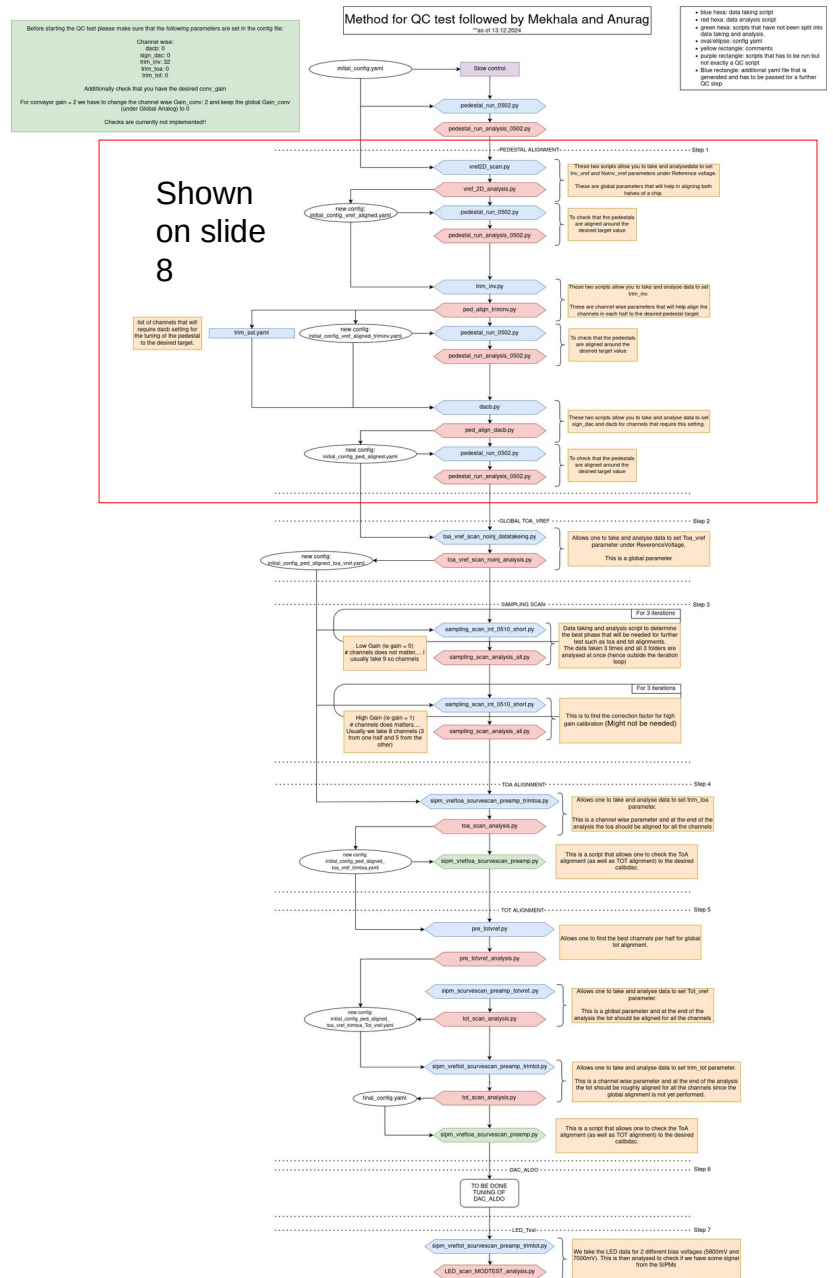 Before starting the QC test please make sure that the following parameters are set in the config file:
Channel wise:
dacb: 0
sign_dac: 0
trim_inv: 32
trim_toa: 0
trim_tot: 0
Additionally check that you have the desired conv_gain
For convayor gain = 2 we have to change the channel wise Gain_conv: 2 and keep the global Gain_conv
(under Global Analog) to 0
Checks are currently not implemented!!
Method for QC test followed by Mekhala and Anurag
**as of 13.12.2024
blue hexa: data taking script
red hexa: data analysis script
green hexa: scripts that have not been split into
data taking and analysis.
oval/ellipse: config yaml
yellow rectangle: comments
purple rectangle: scripts that has to be run but
not exactly a QC script
Blue rectangle: additional yaml file that is
generated and has to be passed for a further
QC step
initial_config.yaml
Slow control
pedestal_run_0502.py
pedestal_run_analysis_0502.py
PEDESTAL ALIGNMENT
Step 1
Shown
on slide
8
vref2D_scan.py
vref_2D_analysis.py
These two scripts allow you to take and analysedata to set
Inv_vref and Noinv_vref parameters under Reference voltage.
These are global parameters that will help in aligning both
halves of a chip.
new config:
initial_config_vref_aligned.yaml
pedestal_run_0502.py
pedestal_run_analysis_0502.py
To check that the pedestals
are aligned around the
desired target value
trim_inv.py
ped_align_triminv.py
These two scripts allow you to take and analyse data to set
trim_inv.
These are channel wise parameters that will help align the
channels in each half to the desired pedestal target.
list of channels that will
require dacb setting for
the tuning of the pedestal
to the desired target.
trim_sat.yaml
new config:
initial_config_vref_aligned_triminv.yaml
pedestal_run_0502.py
pedestal_run_analysis_0502.py
To check that the pedestals
are aligned around the
desired target value
dacb.py
ped_align_dacb.py
These two scripts allow you to take and analyse data to set
sign_dac and dacb for channels that require this setting.
new config:
initial_config_ped_aligned.yaml
pedestal_run_0502.py
pedestal_run_analysis_0502.py
To check that the pedestals
are aligned around the
desired target value
GLOBAL TOA_VREF
Step 2
toa_vref_scan_noinj_datatakeing.py
toa_vref_scan_noinj_analysis.py
Allows one to take and analyse data to set Toa_vref
parameter under ReverenceVoltage.
This is a global parameter
new config:
initial_config_ped_aligned_toa_vref.yaml
SAMPLING SCAN
Step 3
For 3 iterations
sampling_scan_int_0510_short.py
sampling_scan_analysis_all.py
Low Gain (ie gain = 0)
# channels does not matter.... I
usually take 9 so channels
Data taking and analysis script to determine
the best phase that will be needed for further
test such as toa and tot alignments.
The data taken 3 times and all 3 folders are
analysed at once (hence outside the iteration
loop)
For 3 iterations
sampling_scan_int_0510_short.py
sampling_scan_analysis_all.py
High Gain (ie gain = 1)
# channels does matters....
Usually we take 8 channels (3
from one half and 5 from the
other)
This is to find the correction factor for high
gain calibration (Might not be needed)
TOA ALIGNMENT
Step 4
sipm_vreftoa_scurvescan_preamp_trimtoa.py
toa_scan_analysis.py
Allows one to take and analyse data to set trim_toa
parameter.
This is a channel wise parameter and at the end of the
analysis the toa should be aligned for all the channels
new config:
initial_config_ped_aligned_
toa_vref_trimtoa.yaml
sipm_vreftoa_scurvescan_preamp.py
This is a script that allows one to check the ToA
alignment (as well as TOT alignment) to the desired
calibdac.
TOT ALIGNMENT
Step 5
pre_totvref.py
pre_totvref_analysis.py
Allows one to find the best channels per half for global
tot alignment.
sipm_scurvescan_preamp_totvref..py
tot_scan_analysis.py
Allows one to take and analyse data to set Tot_vref
parameter.
This is a global parameter and at the end of the
analysis the tot should be aligned for all the channels
new config:
initial_config_ped_aligned_
toa_vref_trimtoa_Tot_vref.yaml
sipm_vreftot_scurvescan_preamp_trimtot.py
tot_scan_analysis.py
Allows one to take and analyse data to set trim_tot parameter.
This is a channel wise parameter and at the end of the analysis
the tot should be roughly aligned for all the channels since the
global alignment is not yet performed.
final_config.yaml
sipm_vreftoa_scurvescan_preamp.py
This is a script that allows one to check the ToA
alignment (as well as TOT alignment) to the desired
calibdac.
DAC_ALDO
Step 6
TO BE DONE
TUNING OF
DAC_ALDO
LED_Test
Step 7
sipm_vreftot_scurvescan_preamp_trimtot.py
LED_scan_MODTEST_analysis.py
We take the LED data for 2 different bias voltages (5800mV and
7000mV). This is then analysed to check if we have some signal
from the SIPMs